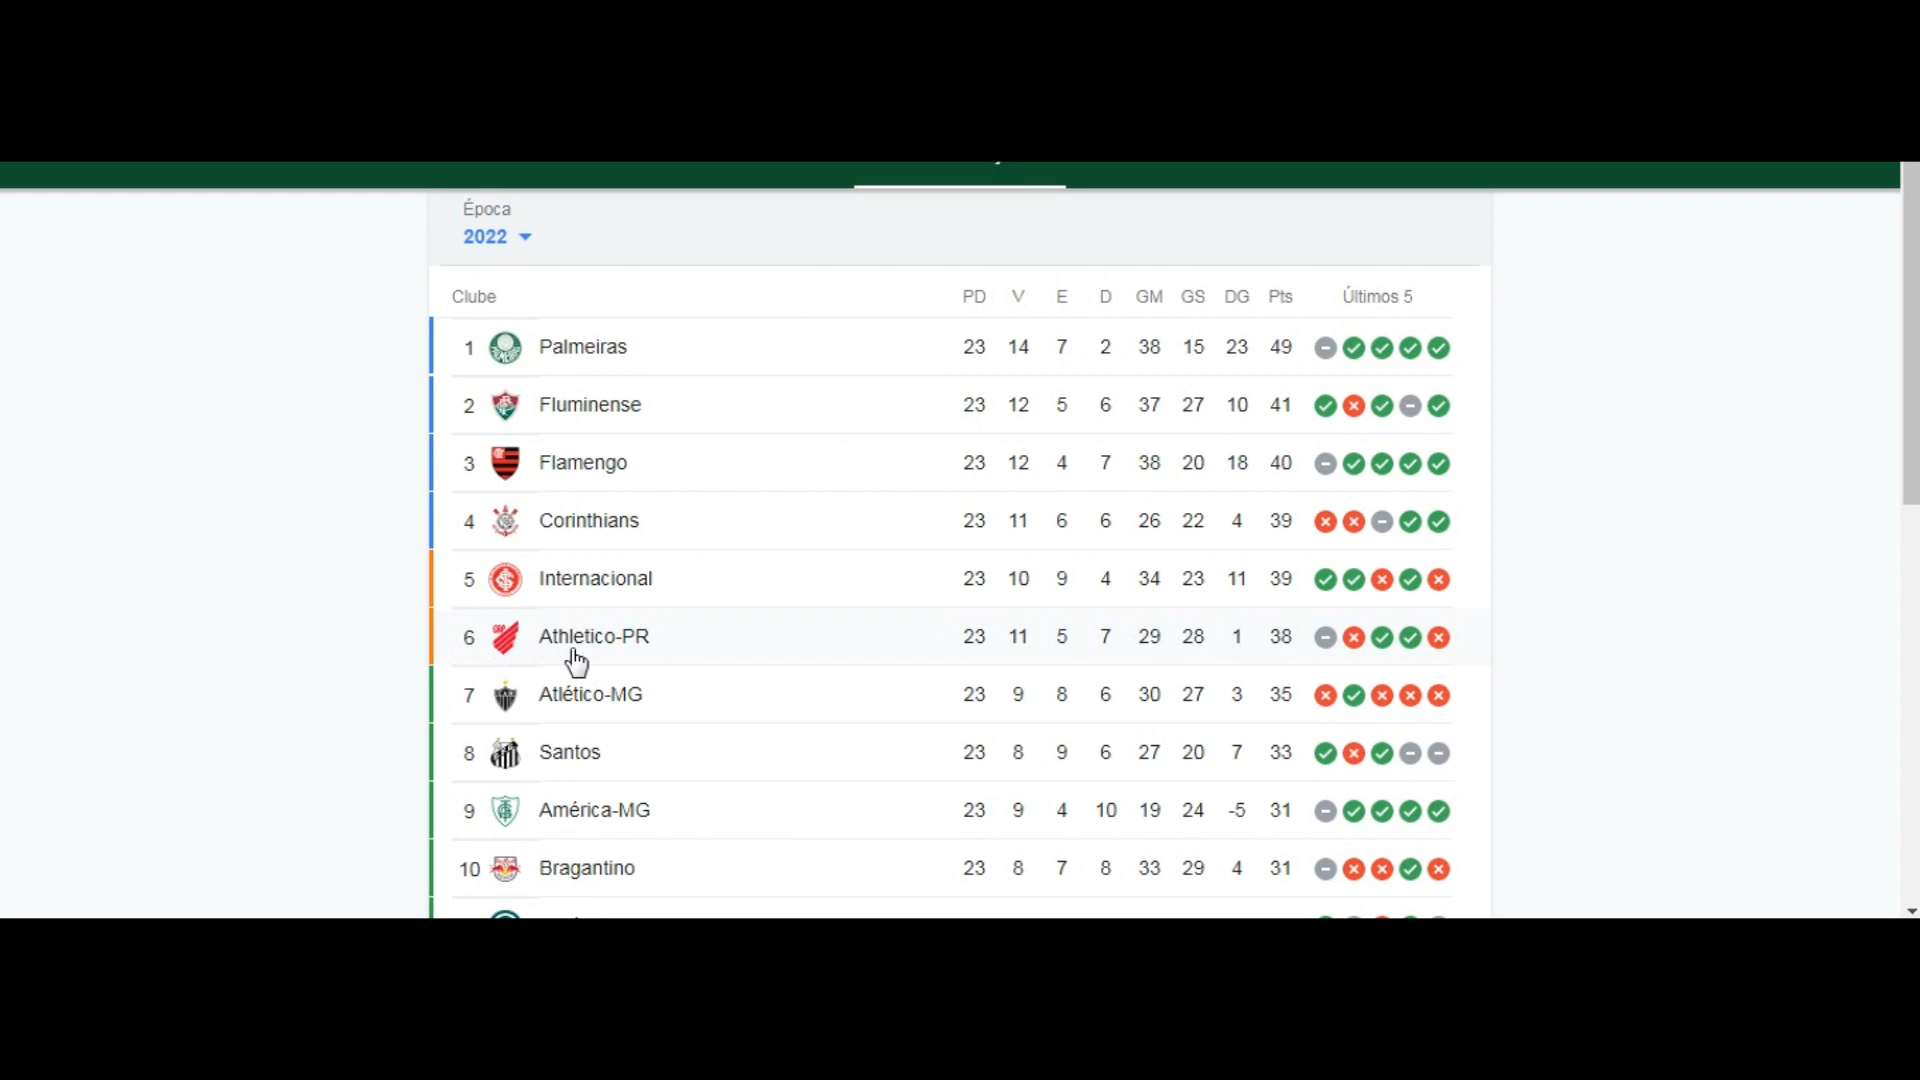 Época
2022
Clube PD V E D GM GS DG Pts Últimos 5
1 Palmeiras 23 14 7 2 38 15 23 49
2 Fluminense 23 12 5 6 37 27 10 41
3 Flamengo 23 12 4 7 38 20 18 40
4 Corinthians 23 11 6 6 26 22 4 39
5 Internacional 23 10 9 4 34 23 11 39
6 Athletico-PR 23 11 5 7 29 28 1 38
7 Atlético-MG 23 9 8 6 30 27 3 35
8 Santos 23 8 9 6 27 20 7 33
9 América-MG 23 9 4 10 19 24 -5 31
10 Bragantino 23 8 7 8 33 29 4 31